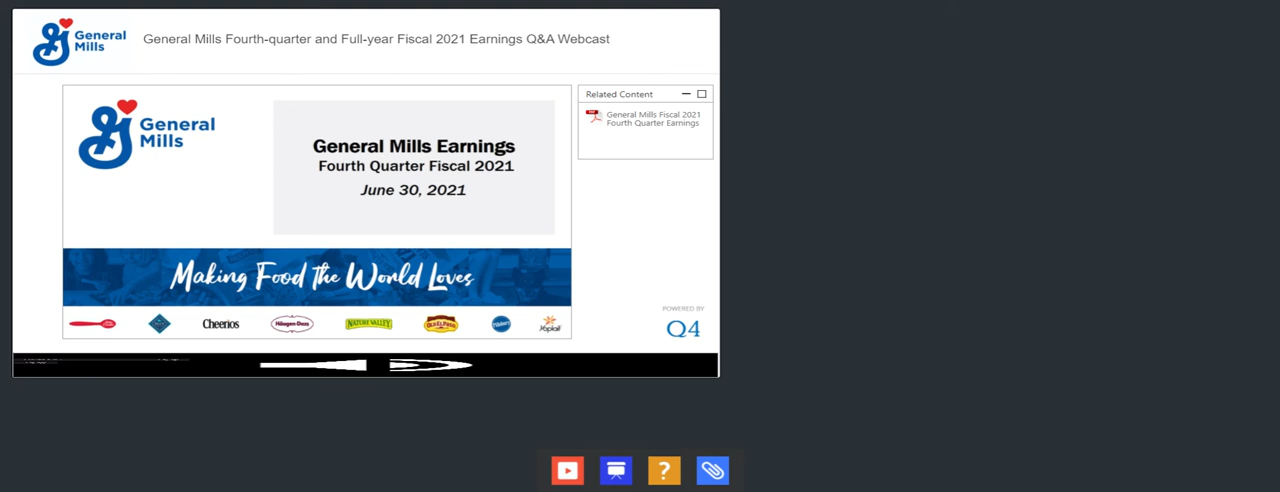 General Mills
General Mills Fourth-quarter and Full-year Fiscal 2021 Earnings Q&A Webcast
General
Mills
General Mills Earnings
Fourth Quarter Fiscal 2021
June 30, 2021
Making Food the World Loves
Cheerios
Häagen-Dazs
NATURE VALLEY
OLD EL PASO
Pillsbury
Yoplait
Related Content
General Mills Fiscal 2021
Fourth Quarter Earnings
POWERED BY
Q4
?